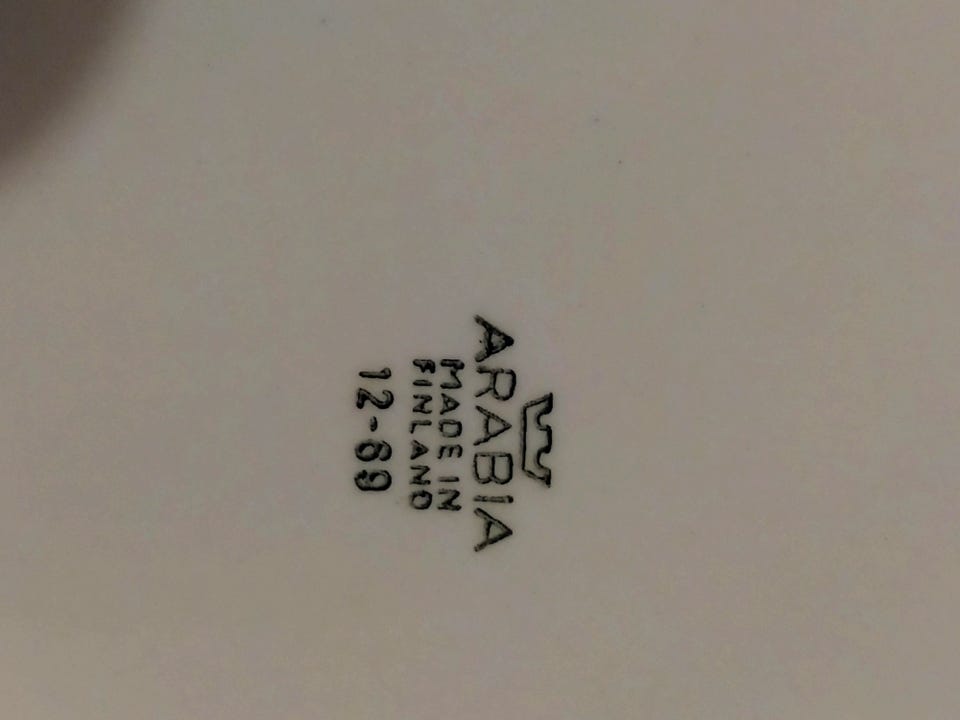 ARABIA
MADE IN
FINLAND
12-69